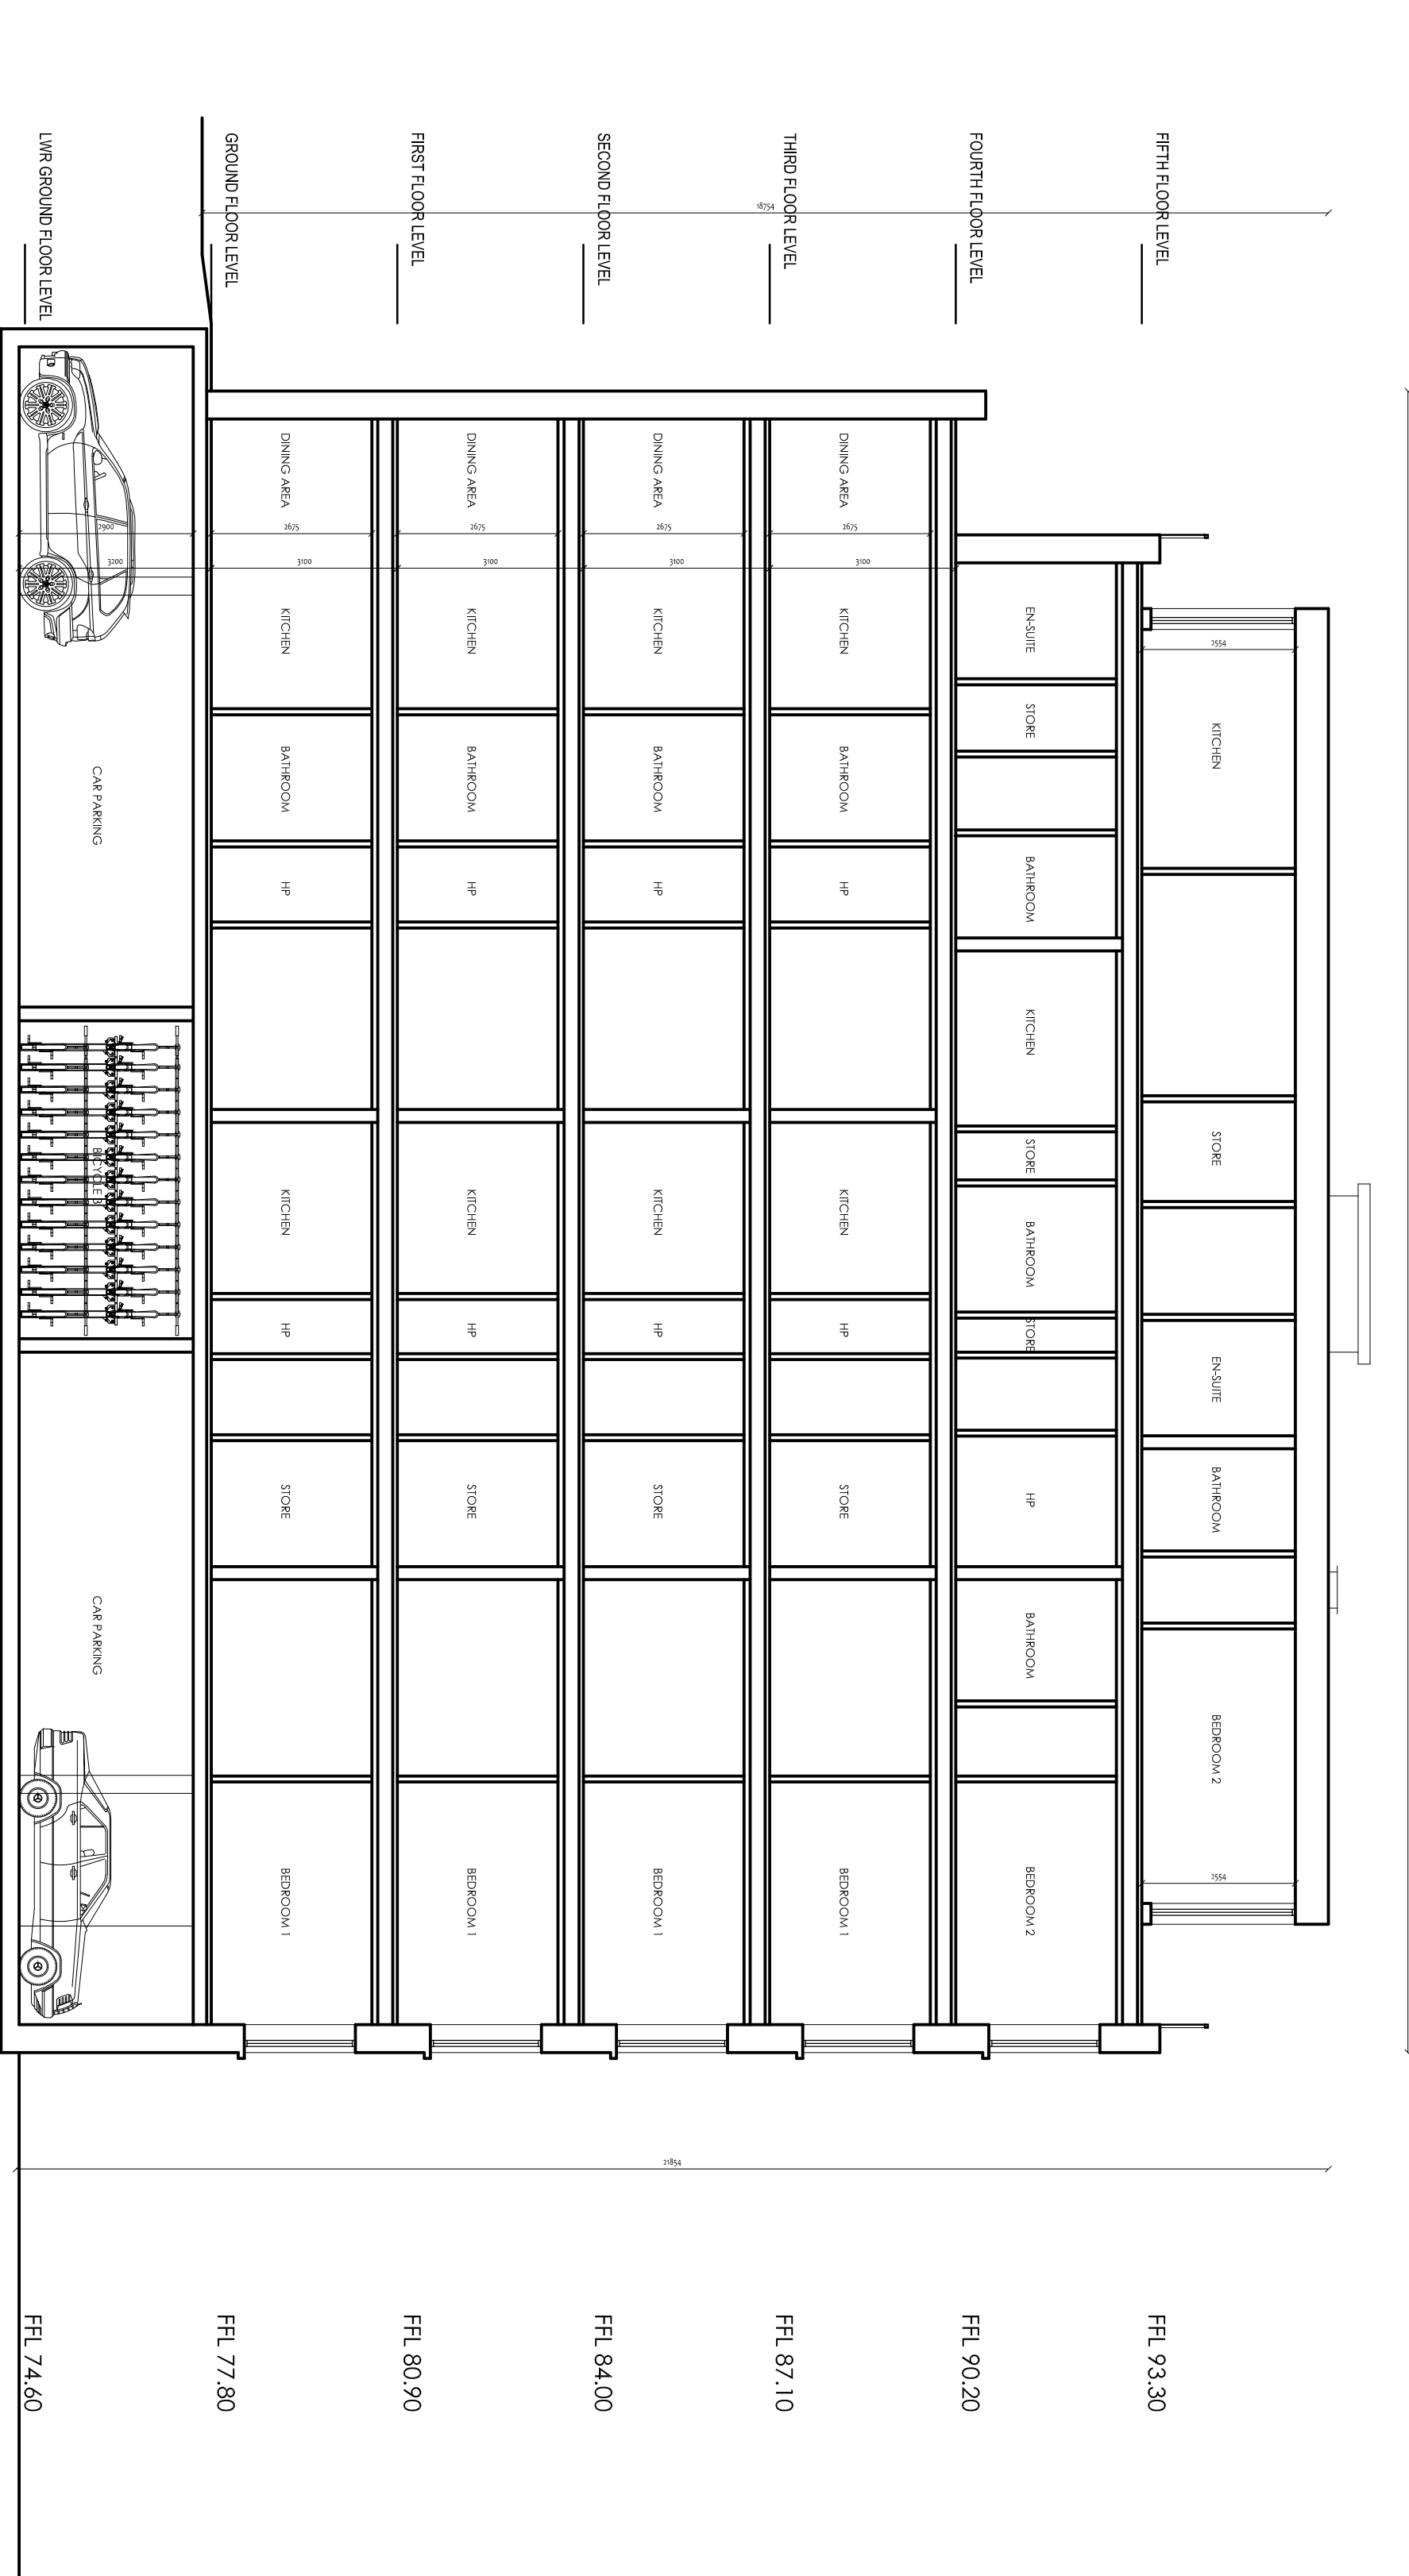 FIFTH FLOOR LEVEL
2554
KITCHEN
STORE
EN-SUITE
BATHROOM
BEDROOM 2
2554
FFL 93.30
FOURTH FLOOR LEVEL
EN-SUITE
STORE
BATHROOM
KITCHEN
STORE
BATHROOM
STORE
HP
BATHROOM
BEDROOM 2
FFL 90.20
18754
THIRD FLOOR LEVEL
DINING AREA
2675
3100
KITCHEN
BATHROOM
HP
KITCHEN
HP
STORE
BEDROOM 1
FFL 87.10
SECOND FLOOR LEVEL
DINING AREA
2675
3100
KITCHEN
BATHROOM
HP
KITCHEN
HP
STORE
BEDROOM 1
21854
FFL 84.00
FIRST FLOOR LEVEL
DINING AREA
2675
3100
KITCHEN
BATHROOM
HP
KITCHEN
HP
STORE
BEDROOM 1
FFL 80.90
GROUND FLOOR LEVEL
DINING AREA
2675
3100
KITCHEN
BATHROOM
HP
KITCHEN
HP
STORE
BEDROOM 1
FFL 77.80
LWR GROUND FLOOR LEVEL
2900
3200
CAR PARKING
BICYCLE
CAR PARKING
FFL 74.60